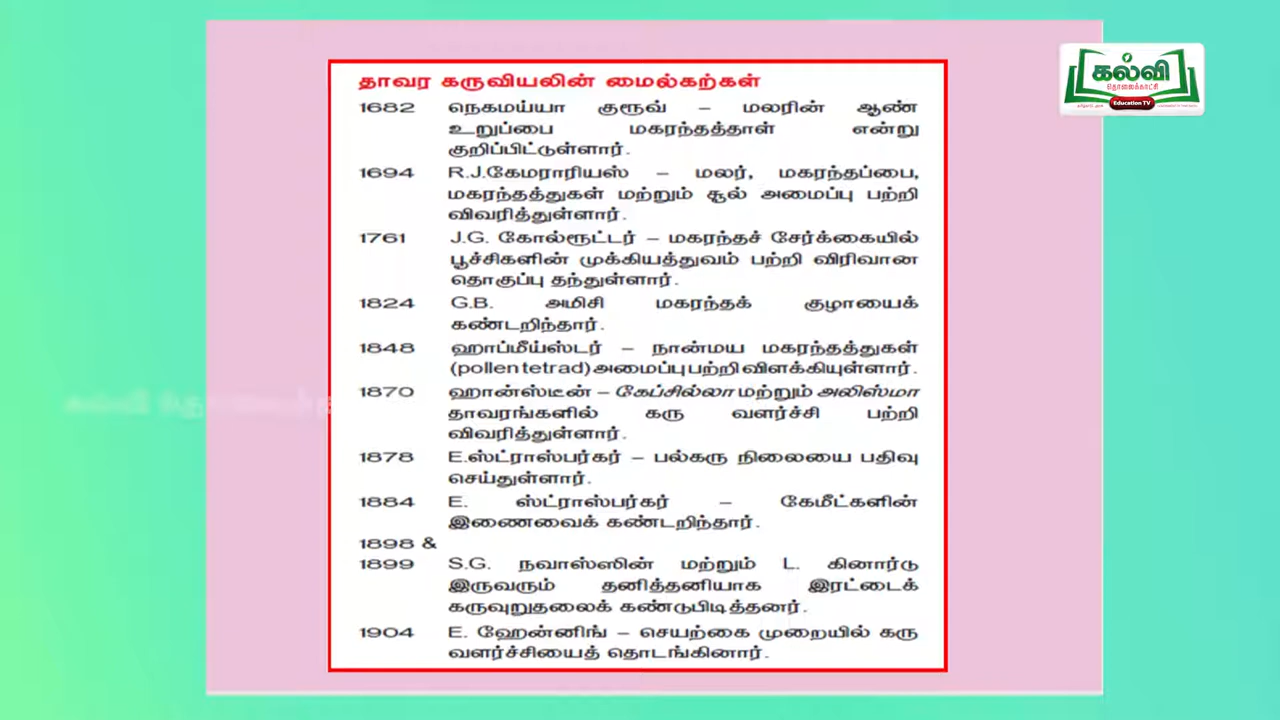 தாவர கருவியலின் மைல்கற்கள்
1682 நெகமய்யா குரூவ் – மலரின் ஆண்
உறுப்பை மகரந்தத்தாள் என்று
குறிப்பிட்டுள்ளார்.
1694 R.J.கேமராரியஸ் – மலர், மகரந்தப்பை,
மகரந்தத்துகள் மற்றும் சூல் அமைப்பு பற்றி
விவரித்துள்ளார்.
1761 J.G. கோல்ரூட்டர் – மகரந்தச் சேர்க்கையில்
பூச்சிகளின் முக்கியத்துவம் பற்றி விரிவான
தொகுப்பு தந்துள்ளார்.
1824 G.B. அமிசி மகரந்தக் குழாயைக்
கண்டறிந்தார்.
1848 ஹாப்மீய்ஸ்டர் – நான்மய மகரந்தத்துகள்
(pollen tetrad) அமைப்பு பற்றி விளக்கியுள்ளார்.
1870 ஹான்ஸ்டீன் – கேப்சில்லா மற்றும் அலிஸ்மா
தாவரங்களில் கரு வளர்ச்சி பற்றி
விவரித்துள்ளார்.
1878 E.ஸ்ட்ராஸ்பர்கர் – பல்கரு நிலையை பதிவு
செய்துள்ளார்.
1884 E. ஸ்ட்ராஸ்பர்கர் – கேமீட்களின்
இணைவைக் கண்டறிந்தார்.
1898 &
1899 S.G. நவாஸ்ஸின் மற்றும் L. கினார்டு
இருவரும் தனித்தனியாக இரட்டைக்
கருவுறுதலைக் கண்டுபிடித்தனர்.
1904 E. ஹேன்னிங் – செயற்கை முறையில் கரு
வளர்ச்சியைத் தொடங்கினார்.
கல்வி
தொலைக்காட்சி
Education TV